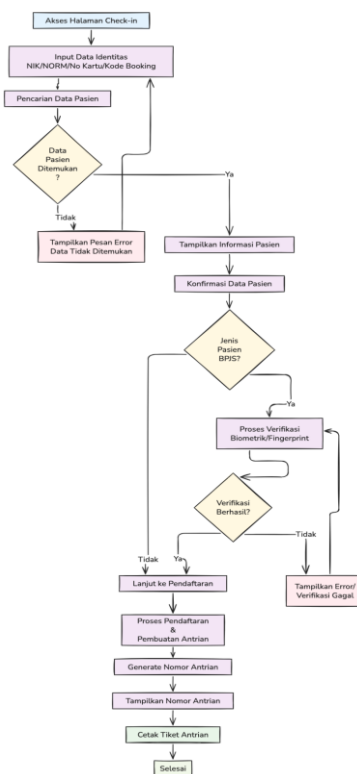 Akses Halaman Check-in
Input Data Identitas
NIK/NORM/No Kartu/Kode Booking
Pencarian Data Pasien
Data
Pasien
Ditemukan
?
Ya
Tidak
Tampilkan Pesan Error
Data Tidak Ditemukan
Tampilkan Informasi Pasien
Konfirmasi Data Pasien
Jenis
Pasien
BPJS?
Ya
Proses Verifikasi
Biometrik/Fingerprint
Verifikasi
Berhasil?
Tidak
Tidak
Ya
Lanjut ke Pendaftaran
Tampilkan Error/
Verifikasi Gagal
Proses Pendaftaran
&
Pembuatan Antrian
Generate Nomor Antrian
Tampilkan Nomor Antrian
Cetak Tiket Antrian
Selesai